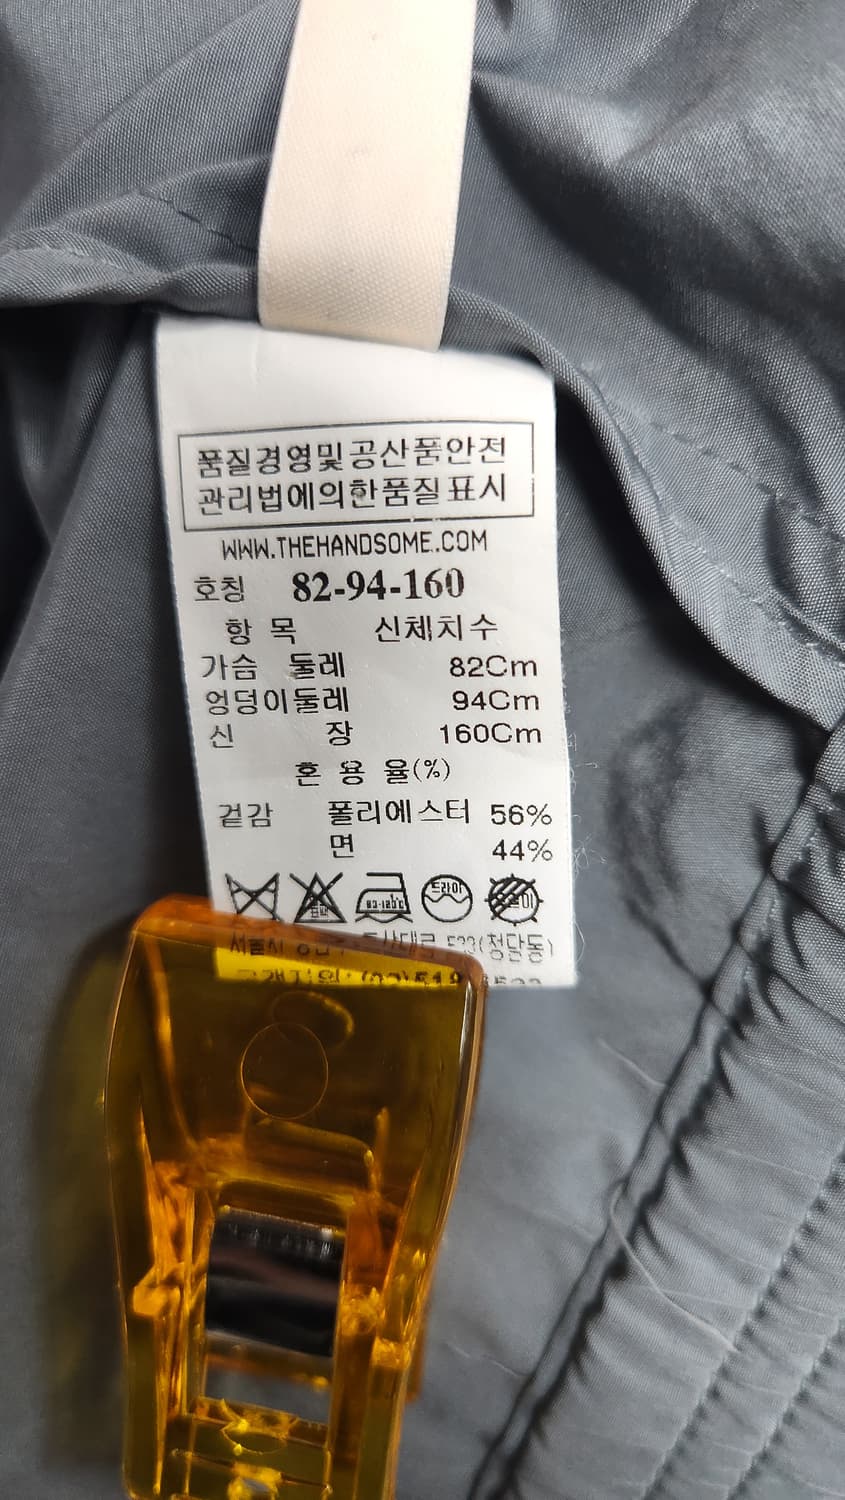 품질경영및공산품안전
관리법에의한품질표시
WWW.THEHANDSOME.COM
호칭 82-94-160
항 목 신체치수
가슴 둘레 82Cm
엉덩이둘레 94Cm
신 장 160Cm
혼 용 율(%)
겉감 폴리에스터 56%
면 44%
드라이
(청담동)